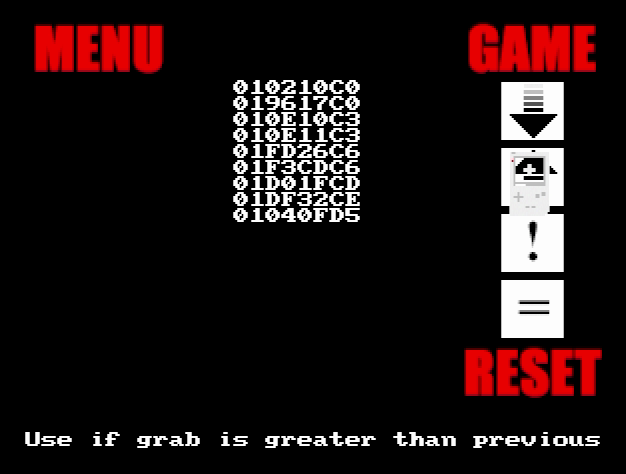 MENU
GAME
010210C0
019617C0
010E10C3
010E11C3
01FD26C6
01F3CDC6
01D01FCD
01DF32CE
01040FD5
!
=
RESET
Use if grab is greater than previous